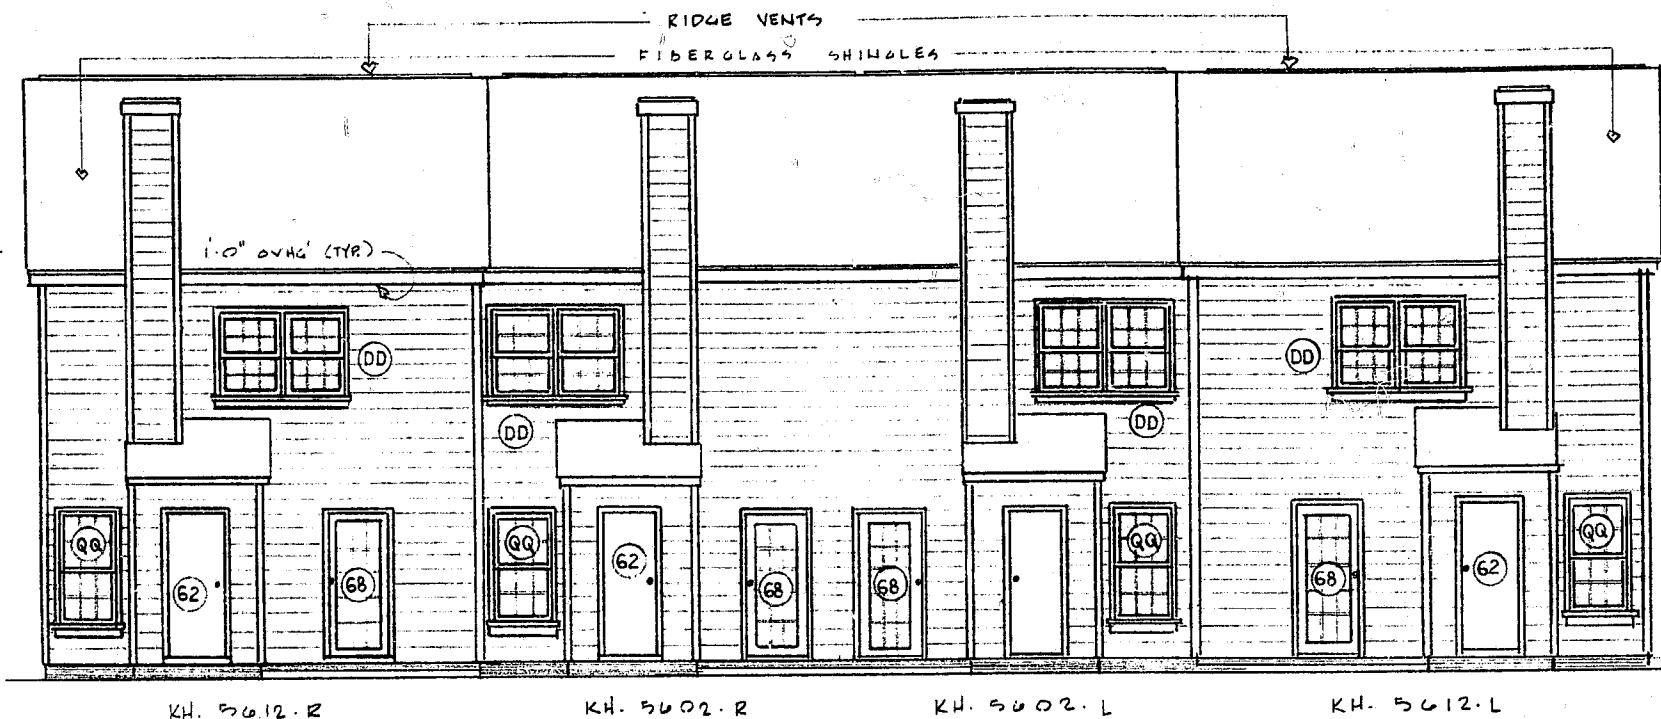 RIDGE VENTS
FIBERGLASS SHINGLES
1'-0" OVHG' (TYP.)
DD
DD
DD
DD
QQ
62
68
QQ
62
68
68
QQ
68
62
QQ
KH. 5612.R
KH. 5602.R
KH. 5602.L
KH. 5612.L